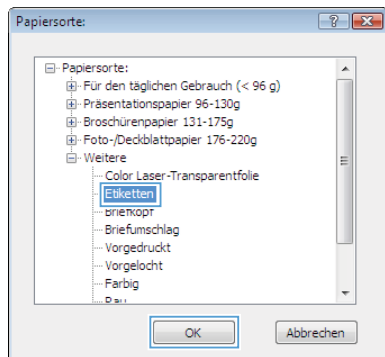 Papiersorte:
Papiersorte:
Für den täglichen Gebrauch (< 96 g)
Präsentationspapier 96-130g
Broschürenpapier 131-175g
Foto-/Deckblattpapier 176-220g
Weitere
Color Laser-Transparentfolie
Etiketten
Briefkopf
Briefumschlag
Vorgedruckt
Vorgelocht
Farbig
OK Abbrechen